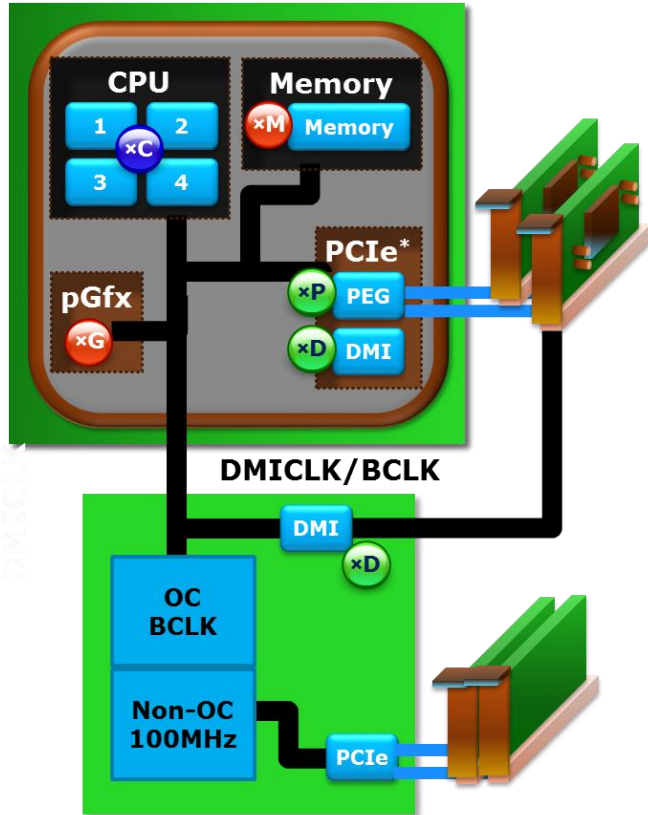 CPU
1
2
×C
3
4
Memory
×M
Memory
PCIe*
×P
PEG
×D
DMI
pGfx
×G
DMICLK/BCLK
DMICLK
DMI
×D
OC
BCLK
Non-OC
100MHz
PCIe